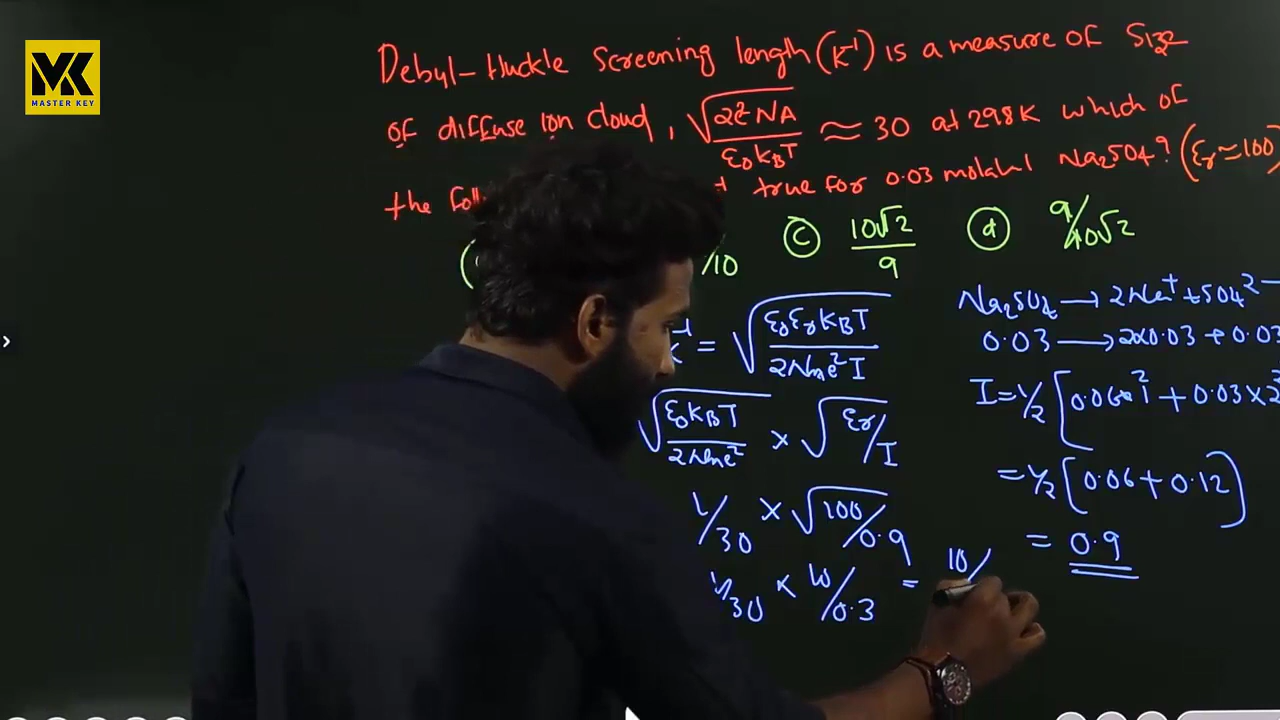 MK
MASTER KEY
Debyl-Huckle Screening length (K⁻¹) is a measure of Size
of diffuse ion cloud, √(2e²NA/ε₀KBT) ≈ 30 at 298K which of
the foll true for 0.03 molal Na₂SO₄? (εr≈100)
/10 (c) 10√2/9 (d) 9/10√2
K⁻¹ = √(ε₀εrKBT/2NAe²I)
√(ε₀KBT/2NAe²) × √(εr/I)
1/30 × √(100/0.9)
1/30 × 10/0.3 = 10/
Na₂SO₄ → 2Na⁺ + SO₄²⁻
0.03 → 2×0.03 + 0.03
I = 1/2 [0.06×1² + 0.03×2²
= 1/2 [0.06 + 0.12]
= 0.9